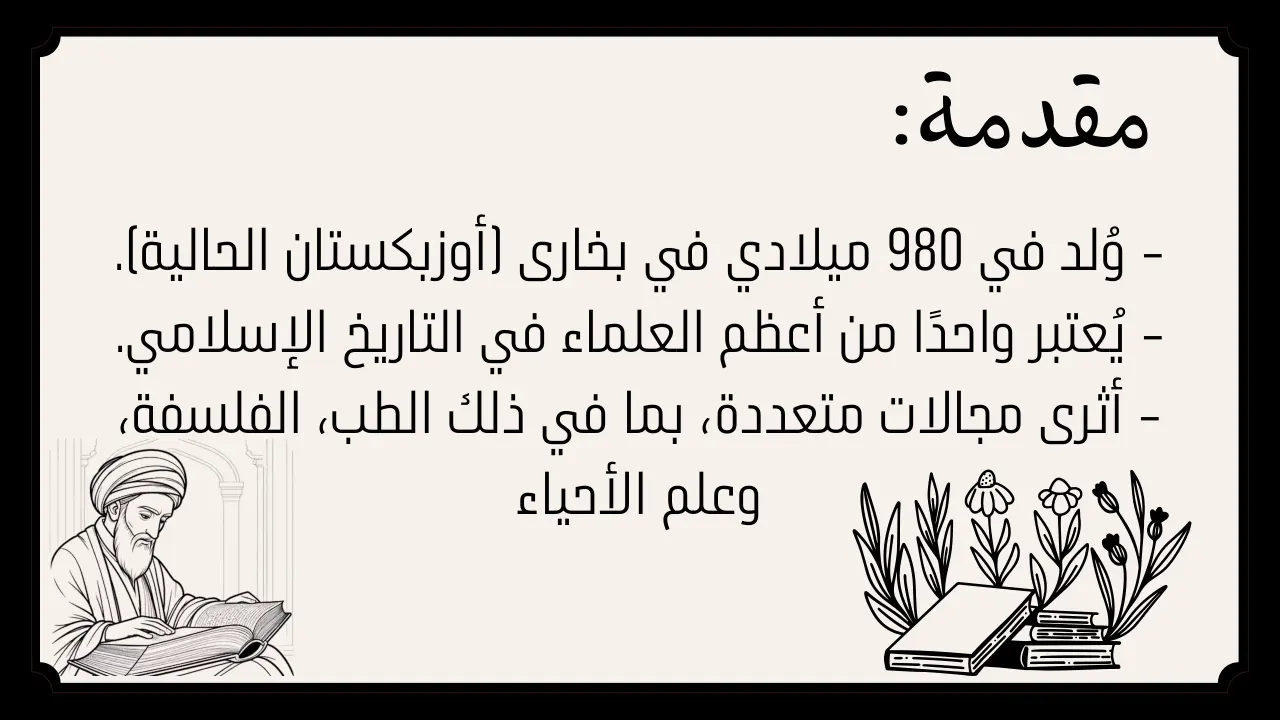 مقدمة:
- وُلد في 980 ميلادي في بخارى (أوزبكستان الحالية).
- يُعتبر واحدًا من أعظم العلماء في التاريخ الإسلامي.
- أثرى مجالات متعددة، بما في ذلك الطب، الفلسفة،
وعلم الأحياء